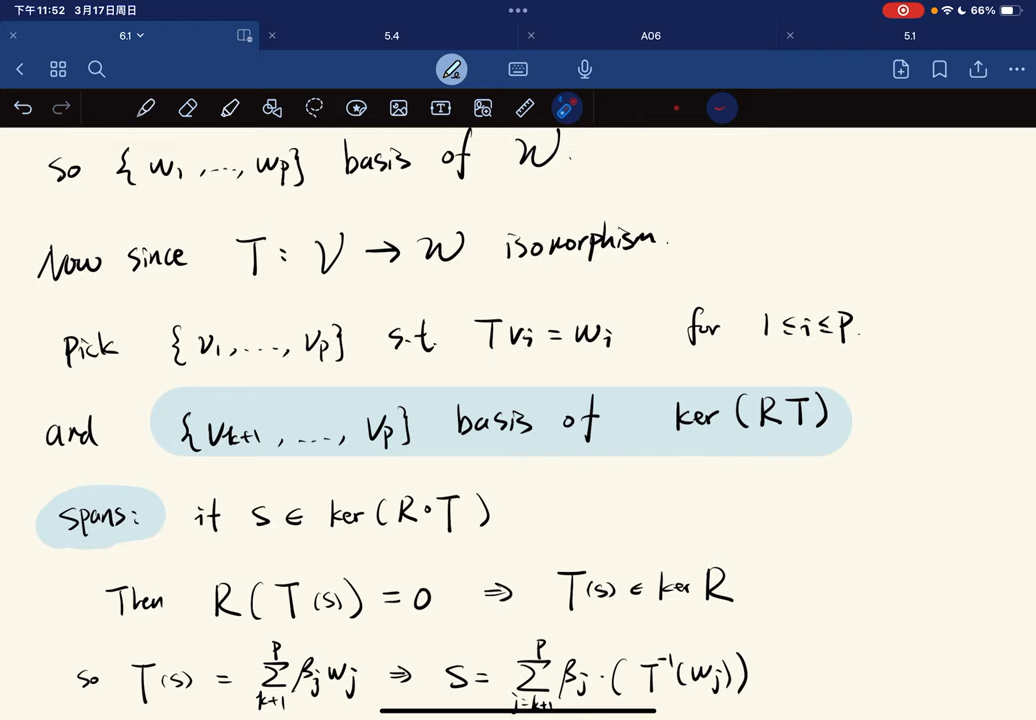 下午11:52 3月17日周日
66%
6.1
5.4
A06
5.1
so {w₁, ..., wp} basis of W.
Now since T: V → W isomorphism.
pick {v₁, ..., vp} s.t. Tvᵢ = wᵢ for 1 ≤ i ≤ p.
and {vk+1, ..., vp} basis of ker (RT)
spans: if s ∈ ker (R∘T)
Then R(T(s)) = 0 ⇒ T(s) ∈ ker R
so T(s) = Σ_{k+1}^{p} βⱼwⱼ ⇒ s = Σ_{j=k+1}^{p} βⱼ·(T⁻¹(wⱼ))